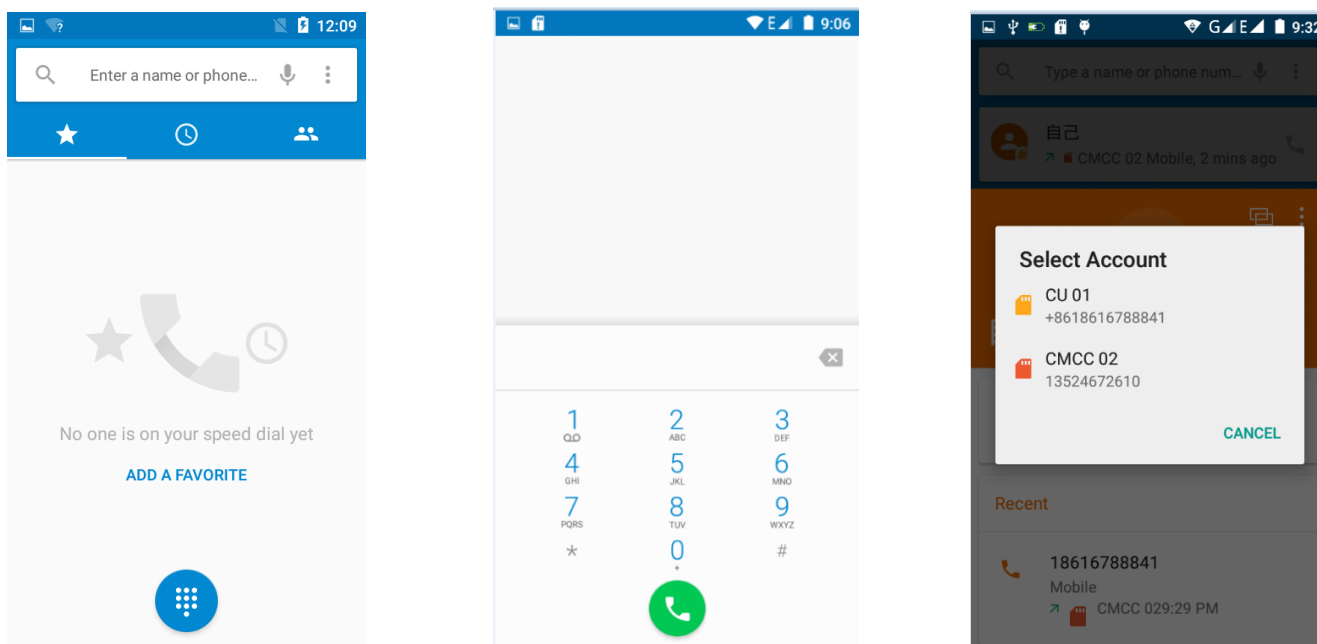 12:09
Enter a name or phone...
No one is on your speed dial yet
ADD A FAVORITE
E 9:06
1
2 ABC
3 DEF
4 GHI
5 JKL
6 MNO
7 PQRS
8 TUV
9 WXYZ
*
0 +
#
G E 9:32
Type a name or phone num...
自己
CMCC 02 Mobile, 2 mins ago
Select Account
CU 01
+8618616788841
CMCC 02
13524672610
CANCEL
Recent
18616788841
Mobile
CMCC 029:29 PM